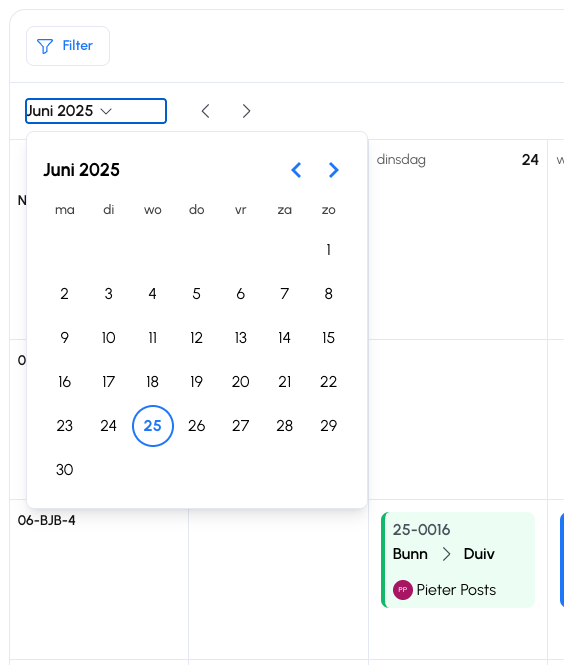 Filter
Juni 2025
Juni 2025
dinsdag 24
ma di wo do vr za zo
1
2 3 4 5 6 7 8
9 10 11 12 13 14 15
16 17 18 19 20 21 22
23 24 25 26 27 28 29
30
06-BJB-4
25-0016
Bunn > Duiv
PP Pieter Posts